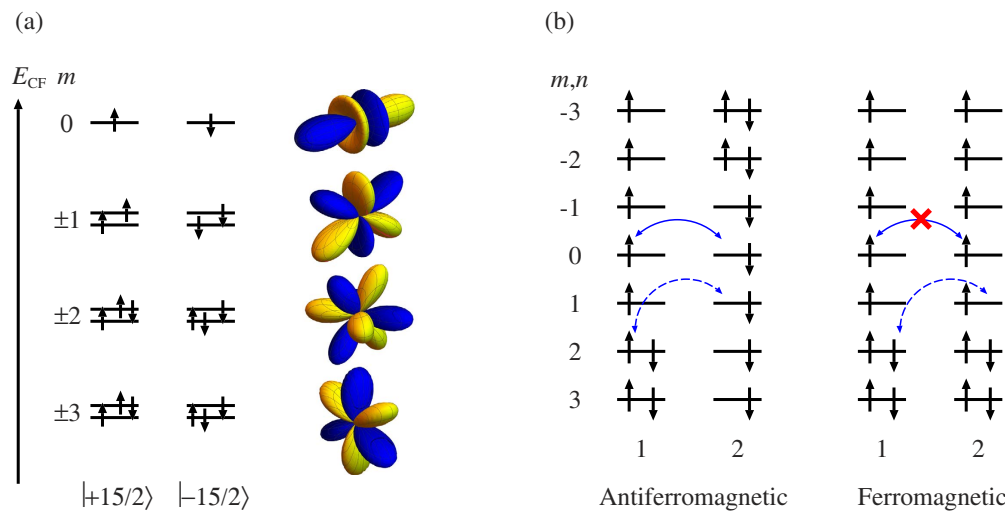 (a)
E_CF m
0
±1
±2
±3
|+15/2⟩ |−15/2⟩
(b)
m,n
-3
-2
-1
0
1
2
3
1 2 1 2
Antiferromagnetic Ferromagnetic